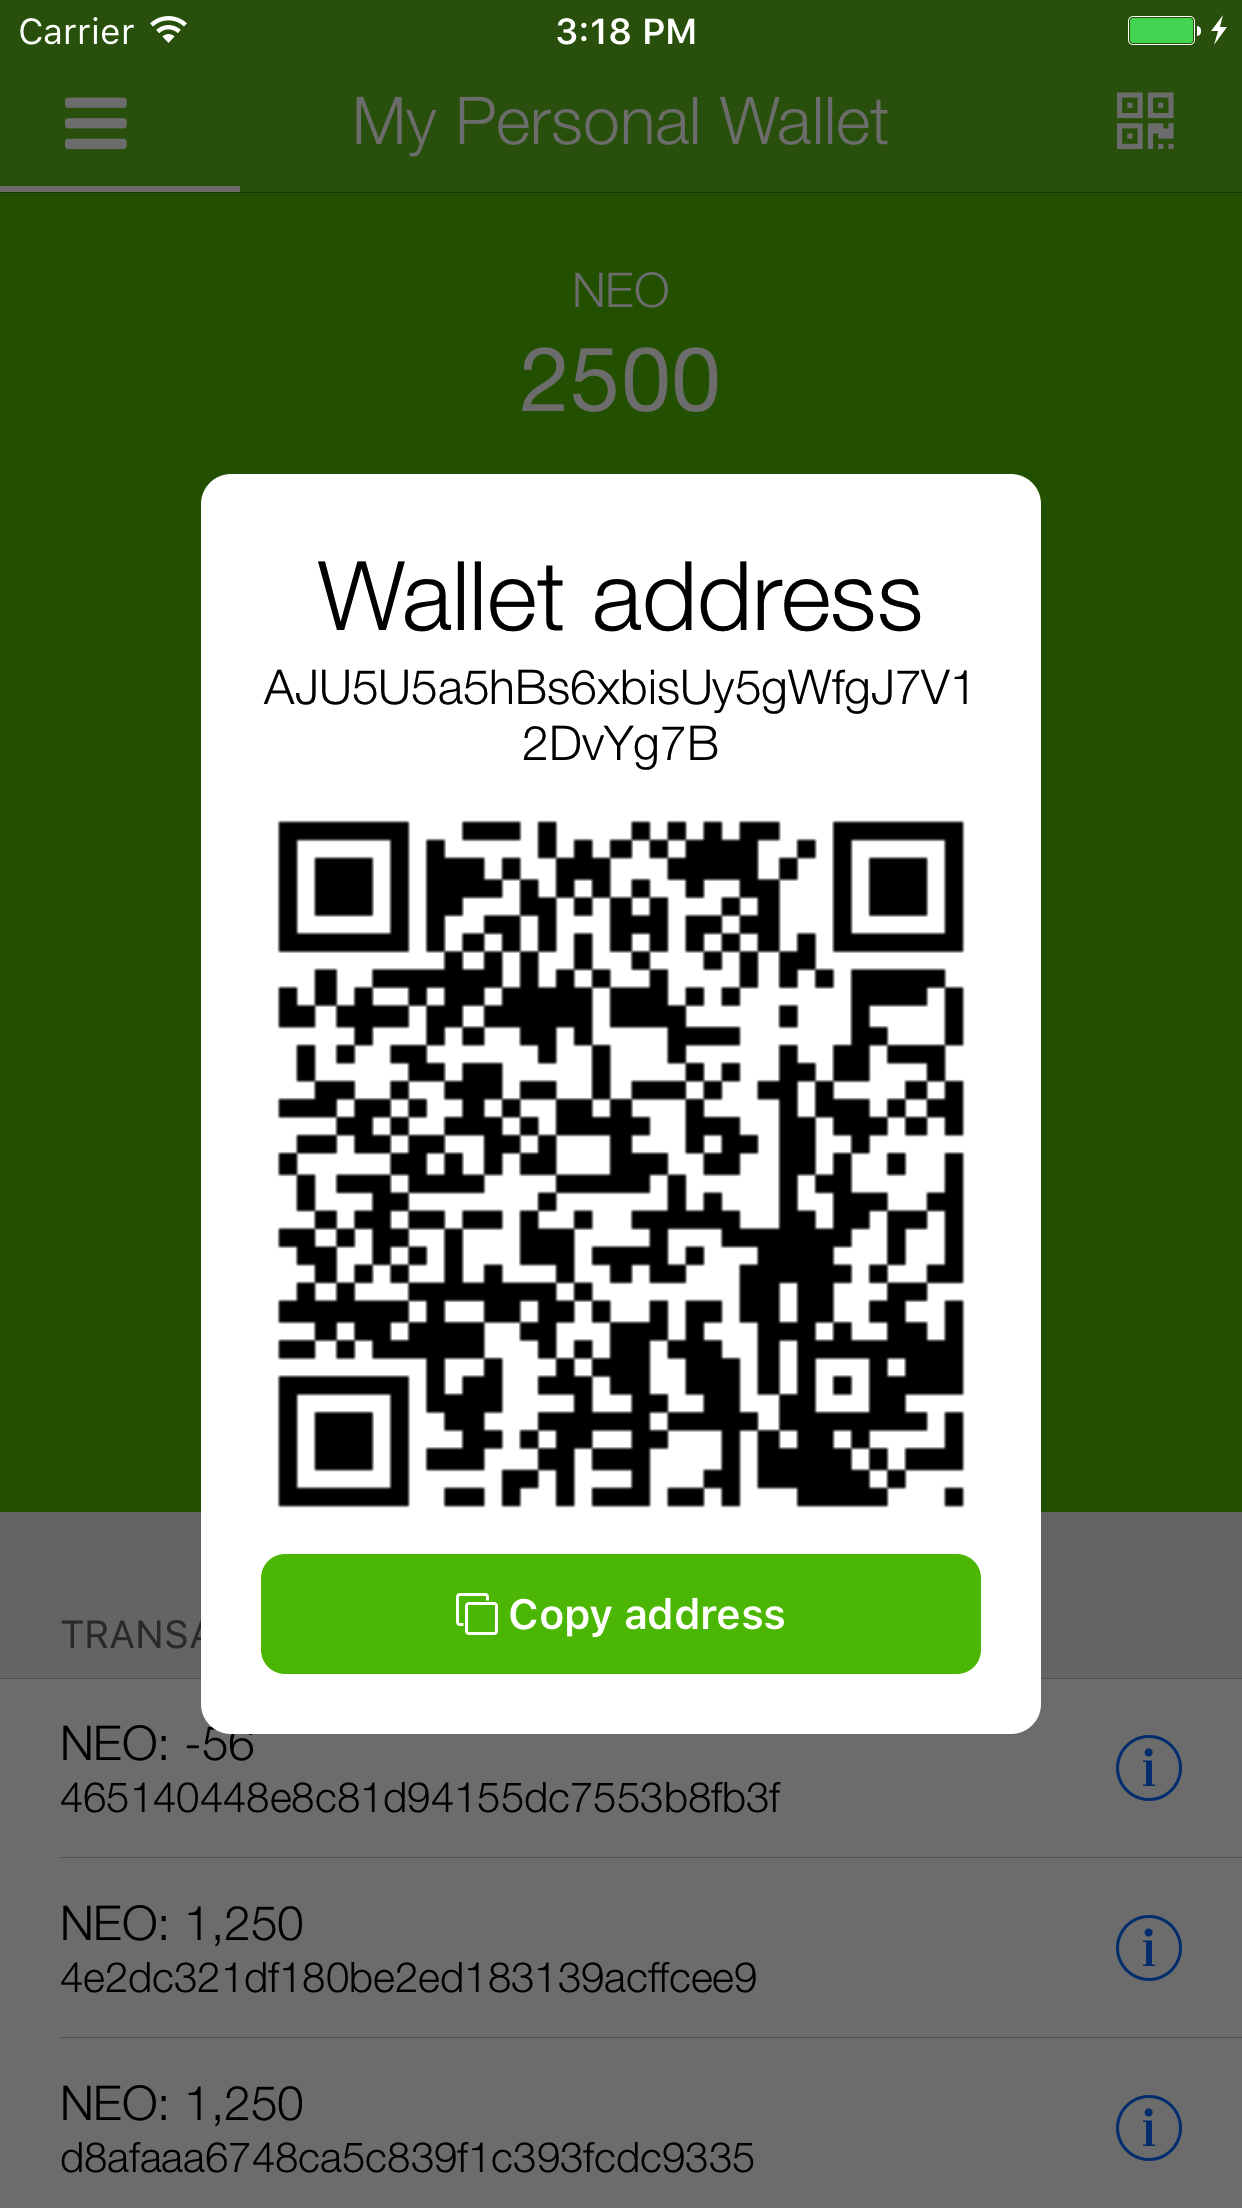 Carrier
3:18 PM
My Personal Wallet
NEO
2500
Wallet address
AJU5U5a5hBs6xbisUy5gWfgJ7V1
2DvYg7B
Copy address
NEO: -56
465140448e8c81d94155dc7553b8fb3f
NEO: 1,250
4e2dc321df180be2ed183139acffcee9
NEO: 1,250
d8afaaa6748ca5c839f1c393fcdc9335